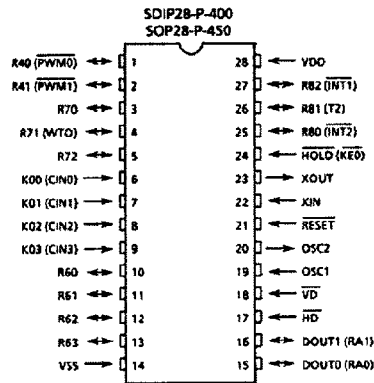 SDIP28-P-400
SOP28-P-450
R40 (PWM0) 1 28 VDD
R41 (PWM1) 2 27 R82 (INT1)
R70 3 26 R81 (T2)
R71 (WTO) 4 25 R80 (INT2)
R72 5 24 HOLD (KE0)
K00 (CIN0) 6 23 XOUT
K01 (CIN1) 7 22 XIN
K02 (CIN2) 8 21 RESET
K03 (CIN3) 9 20 OSC2
R60 10 19 OSC1
R61 11 18 VD
R62 12 17 HD
R63 13 16 DOUT1 (RA1)
VSS 14 15 DOUT0 (RA0)